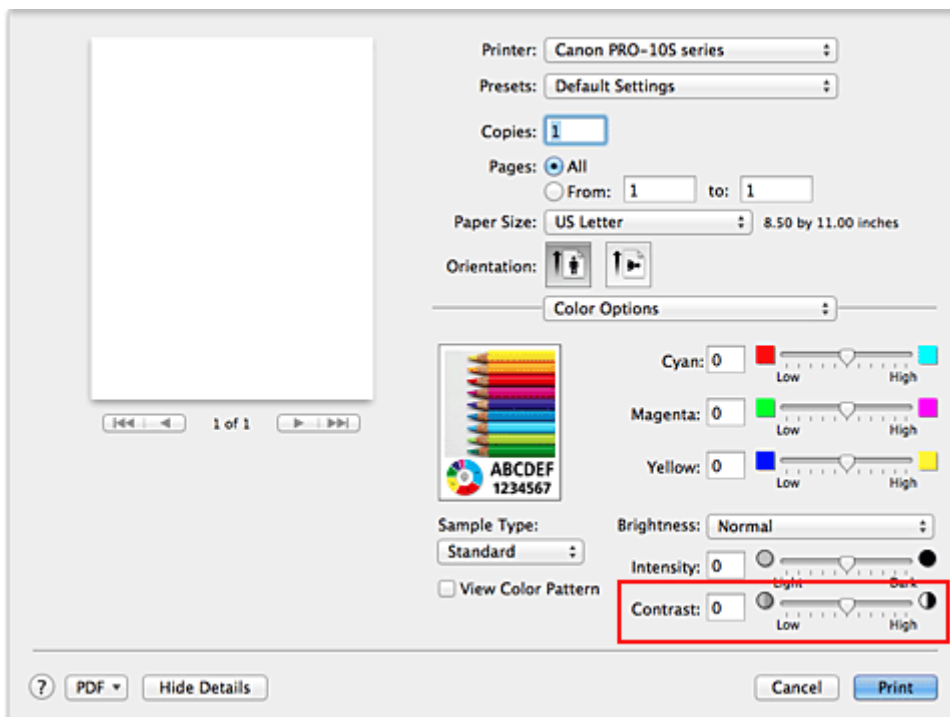 Printer: Canon PRO-10S series
Presets: Default Settings
Copies: 1
Pages: All
From: 1 to: 1
Paper Size: US Letter 8.50 by 11.00 inches
Orientation:
Color Options
1 of 1
ABCDEF
1234567
Sample Type:
Standard
View Color Pattern
Cyan: 0
Low High
Magenta: 0
Low High
Yellow: 0
Low High
Brightness: Normal
Intensity: 0
Light Dark
Contrast: 0
Low High
? PDF Hide Details Cancel Print